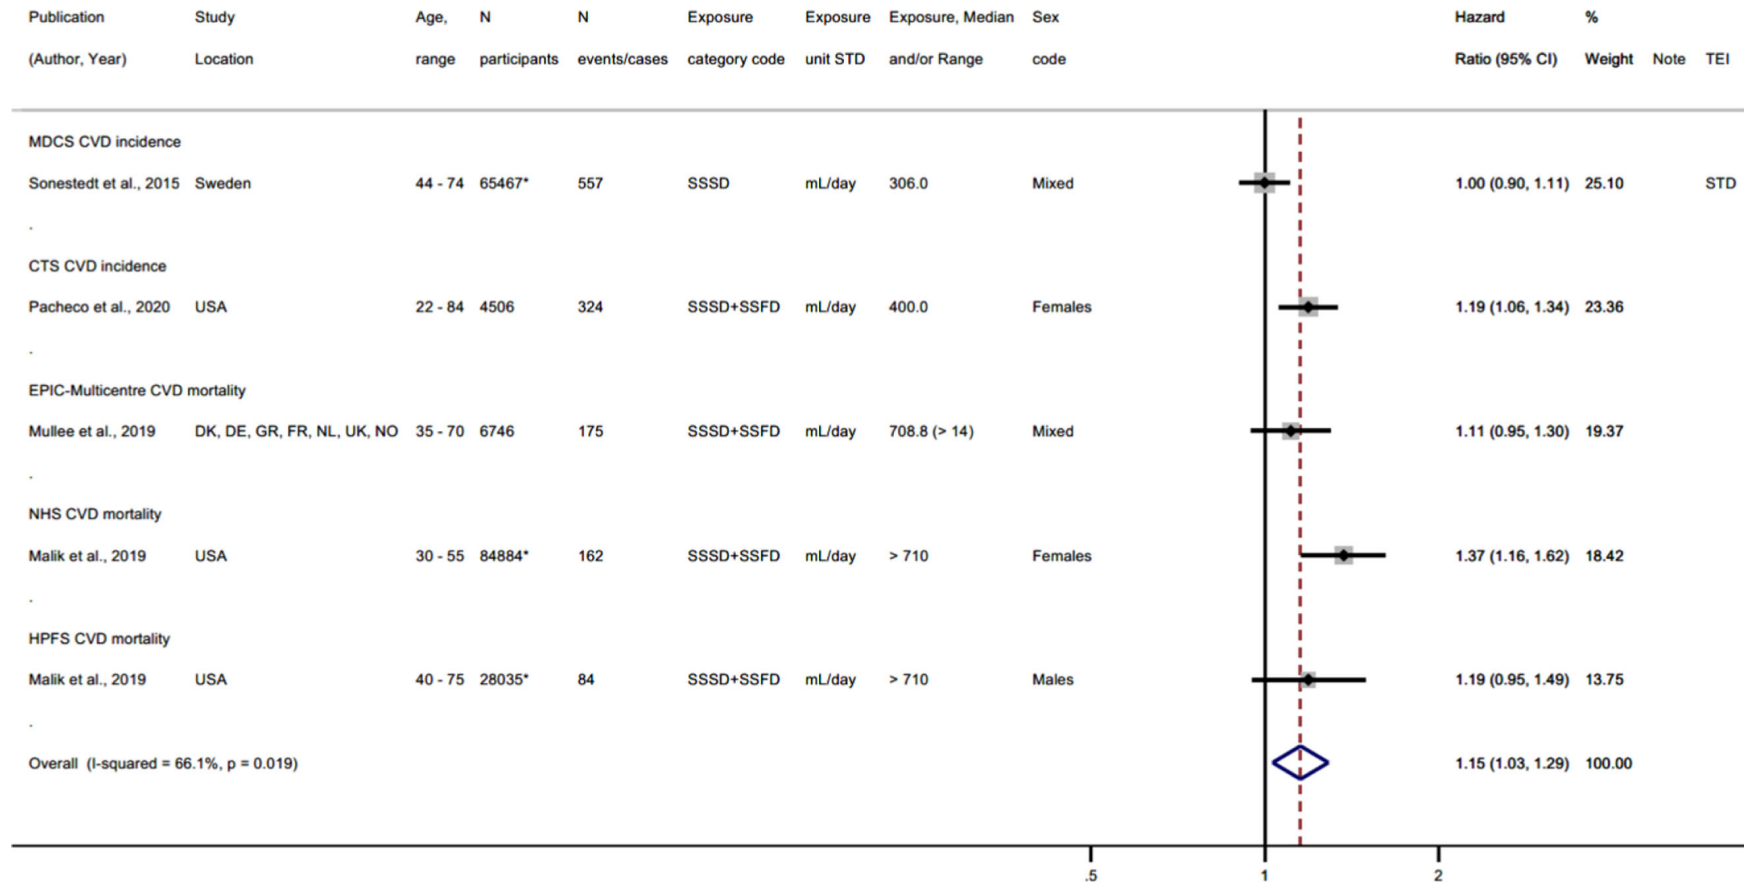 Publication Study Age, N N Exposure Exposure Exposure, Median Sex Hazard %
(Author, Year) Location range participants events/cases category code unit STD and/or Range code Ratio (95% CI) Weight Note TEI
MDCS CVD incidence
Sonestedt et al., 2015 Sweden 44 - 74 65467* 557 SSSD mL/day 306.0 Mixed 1.00 (0.90, 1.11) 25.10 STD
.
CTS CVD incidence
Pacheco et al., 2020 USA 22 - 84 4506 324 SSSD+SSFD mL/day 400.0 Females 1.19 (1.06, 1.34) 23.36
.
EPIC-Multicentre CVD mortality
Mullee et al., 2019 DK, DE, GR, FR, NL, UK, NO 35 - 70 6746 175 SSSD+SSFD mL/day 708.8 (> 14) Mixed 1.11 (0.95, 1.30) 19.37
.
NHS CVD mortality
Malik et al., 2019 USA 30 - 55 84884* 162 SSSD+SSFD mL/day > 710 Females 1.37 (1.16, 1.62) 18.42
.
HPFS CVD mortality
Malik et al., 2019 USA 40 - 75 28035* 84 SSSD+SSFD mL/day > 710 Males 1.19 (0.95, 1.49) 13.75
.
Overall (I-squared = 66.1%, p = 0.019) 1.15 (1.03, 1.29) 100.00
.5 1 2